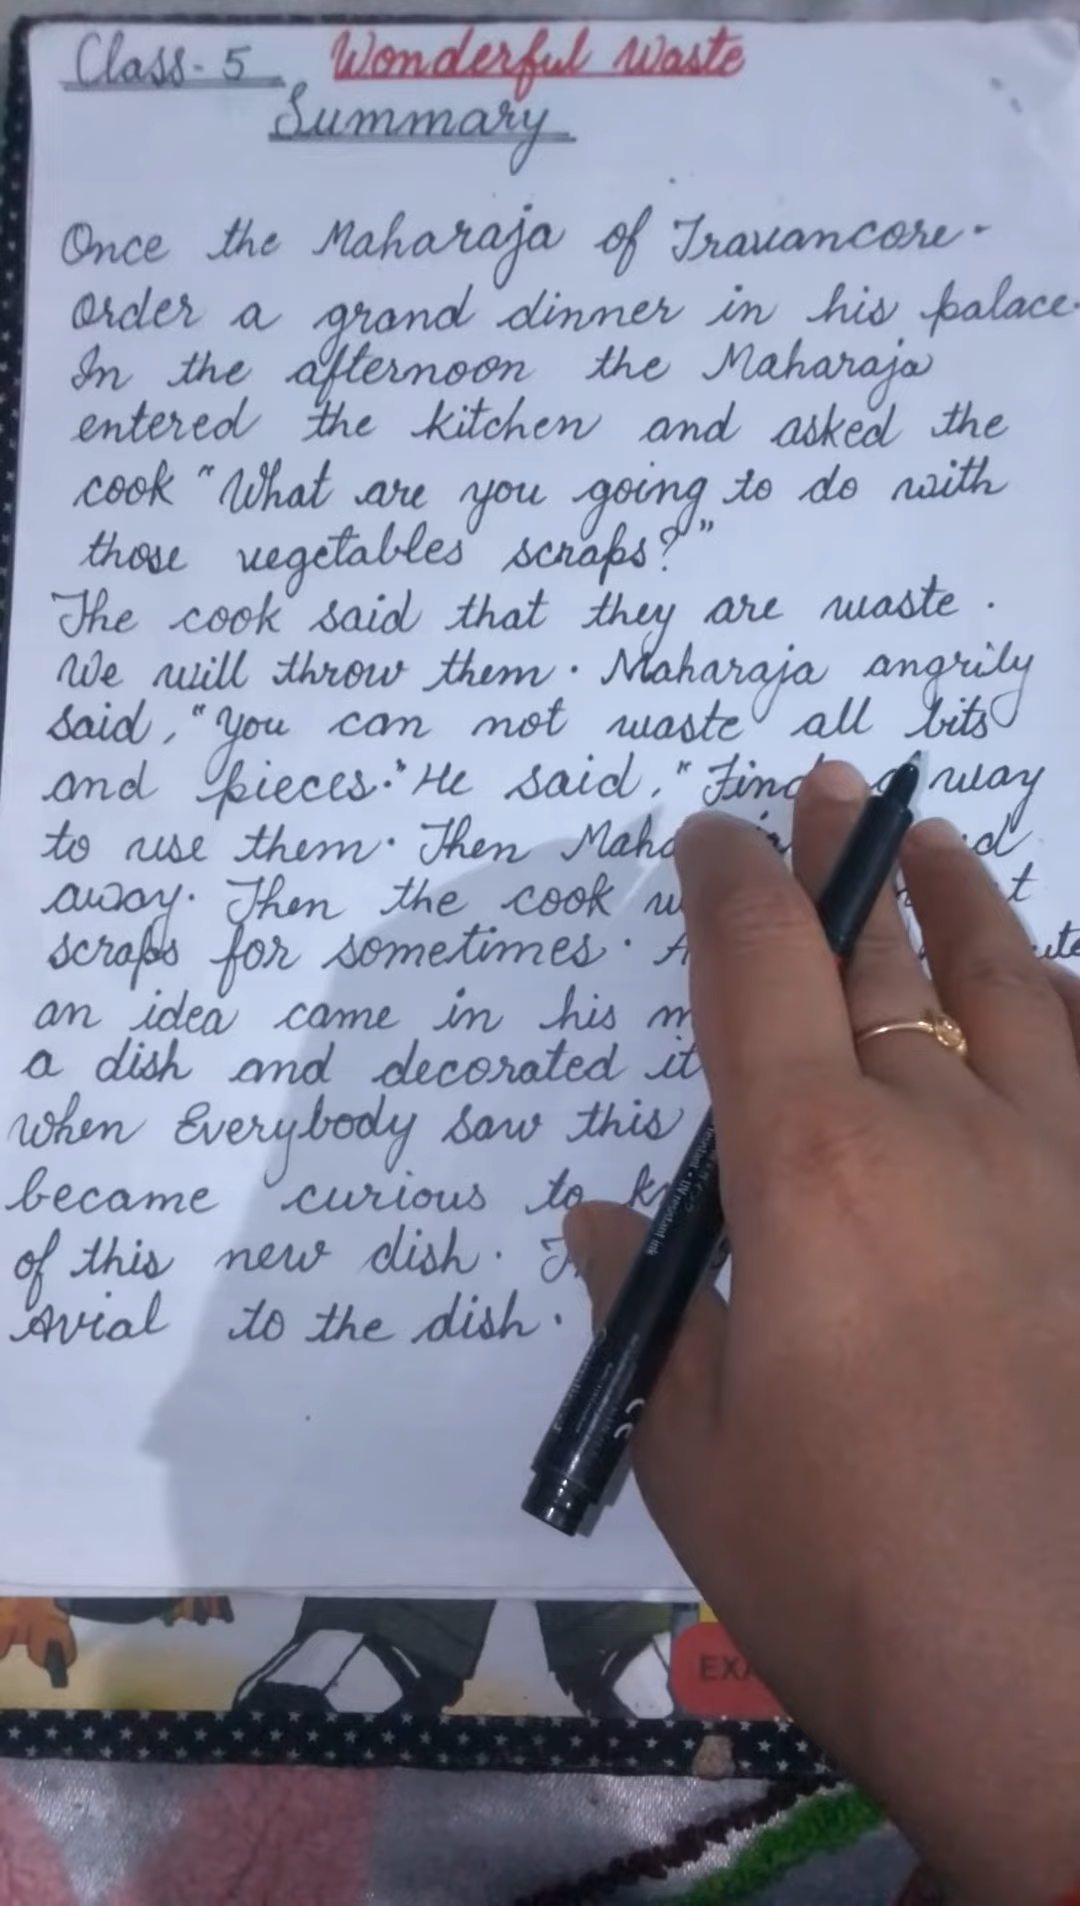 Class-5 Wonderful Waste
Summary
Once the Maharaja of Travancore-
order a grand dinner in his palace.
In the afternoon the Maharaja
entered the kitchen and asked the
cook "What are you going to do with
those vegetables scraps?"
The cook said that they are waste.
We will throw them. Maharaja angrily
said, "You can not waste all bits
and pieces." He said, "Find a way
to use them. Then
away. Then the cook
scraps for sometimes.
an idea came in his
a dish and decorated it
when Everybody saw this
became curious to
of this new dish.
Avial to the dish.